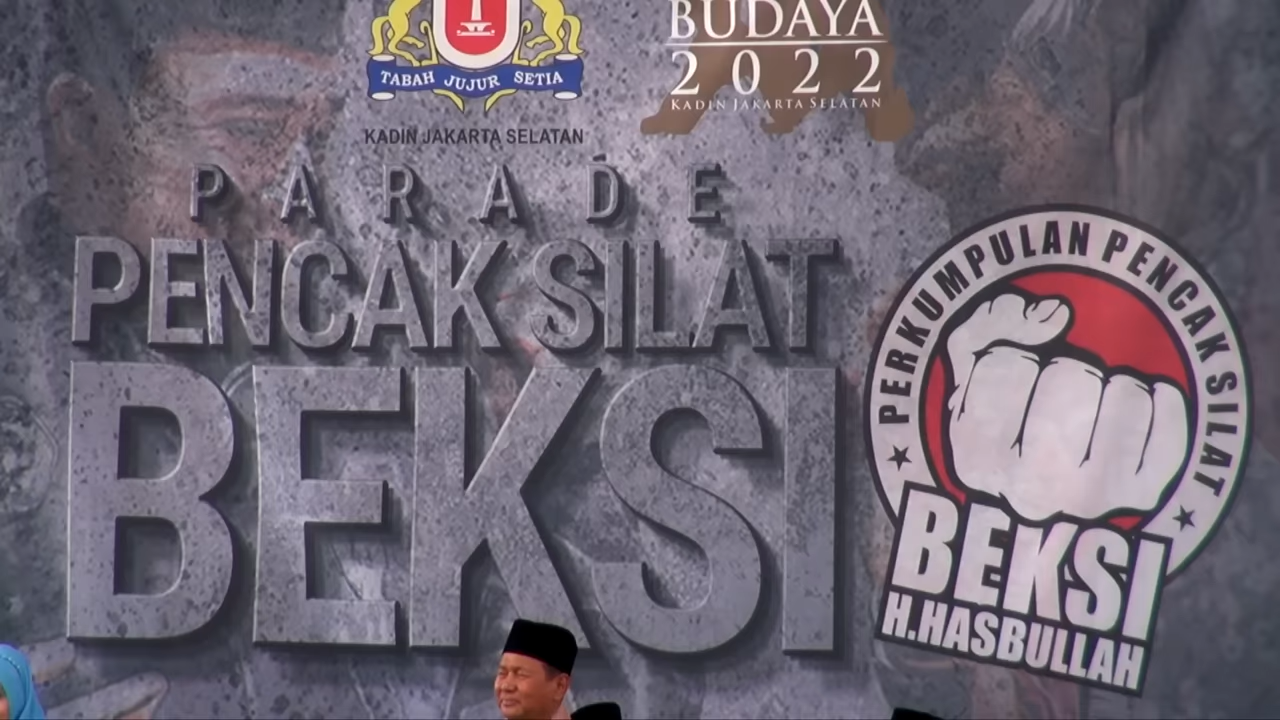 BUDAYA
2022
KADIN JAKARTA SELATAN
TABAH JUJUR SETIA
KADIN JAKARTA SELATAN
PARADE
PENCAK SILAT
BEKSI
PERKUMPULAN PENCAK SILAT
BEKSI
H.HASBULLAH